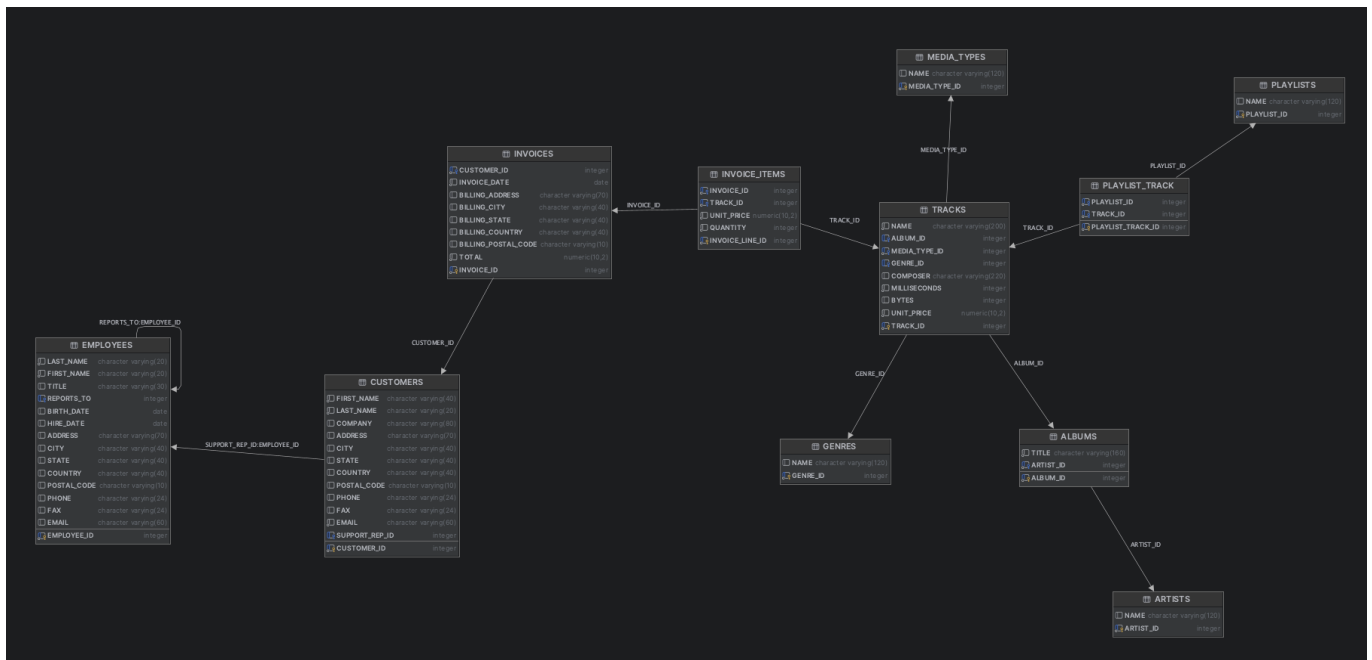 MEDIA_TYPES
NAME character varying(120)
MEDIA_TYPE_ID integer
PLAYLISTS
NAME character varying(120)
PLAYLIST_ID integer
MEDIA_TYPE_ID
PLAYLIST_ID
INVOICES
CUSTOMER_ID integer
INVOICE_DATE date
BILLING_ADDRESS character varying(70)
BILLING_CITY character varying(40)
BILLING_STATE character varying(40)
BILLING_COUNTRY character varying(40)
BILLING_POSTAL_CODE character varying(10)
TOTAL numeric(10,2)
INVOICE_ID integer
INVOICE_ID
INVOICE_ITEMS
INVOICE_ID integer
TRACK_ID integer
UNIT_PRICE numeric(10,2)
QUANTITY integer
INVOICE_LINE_ID integer
TRACK_ID
TRACKS
NAME character varying(200)
ALBUM_ID integer
MEDIA_TYPE_ID integer
GENRE_ID integer
COMPOSER character varying(220)
MILLISECONDS integer
BYTES integer
UNIT_PRICE numeric(10,2)
TRACK_ID integer
TRACK_ID
PLAYLIST_TRACK
PLAYLIST_ID integer
TRACK_ID integer
PLAYLIST_TRACK_ID integer
REPORTS_TO:EMPLOYEE_ID
EMPLOYEES
LAST_NAME character varying(20)
FIRST_NAME character varying(20)
TITLE character varying(30)
REPORTS_TO integer
BIRTH_DATE date
HIRE_DATE date
ADDRESS character varying(70)
CITY character varying(40)
STATE character varying(40)
COUNTRY character varying(40)
POSTAL_CODE character varying(10)
PHONE character varying(24)
FAX character varying(24)
EMAIL character varying(60)
EMPLOYEE_ID integer
SUPPORT_REP_ID:EMPLOYEE_ID
CUSTOMER_ID
CUSTOMERS
FIRST_NAME character varying(40)
LAST_NAME character varying(20)
COMPANY character varying(80)
ADDRESS character varying(70)
CITY character varying(40)
STATE character varying(40)
COUNTRY character varying(40)
POSTAL_CODE character varying(10)
PHONE character varying(24)
FAX character varying(24)
EMAIL character varying(60)
SUPPORT_REP_ID integer
CUSTOMER_ID integer
GENRE_ID
ALBUM_ID
GENRES
NAME character varying(120)
GENRE_ID integer
ALBUMS
TITLE character varying(160)
ARTIST_ID integer
ALBUM_ID integer
ARTIST_ID
ARTISTS
NAME character varying(120)
ARTIST_ID integer